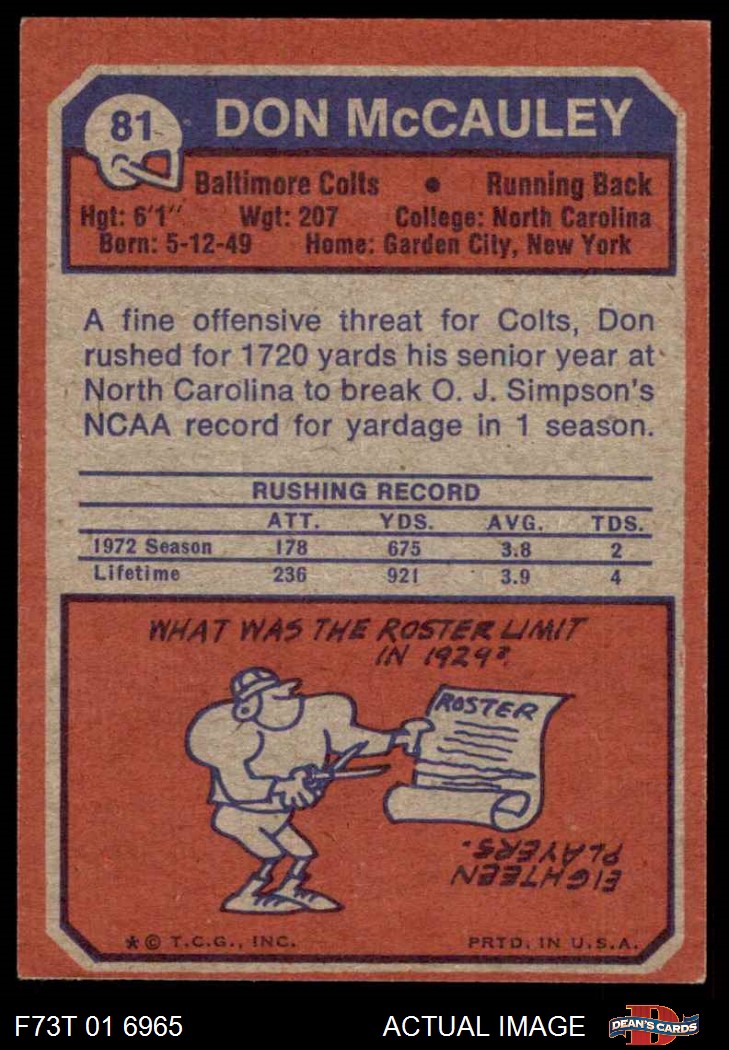 81
DON McCAULEY
Baltimore Colts • Running Back
Hgt: 6'1" Wgt: 207 College: North Carolina
Born: 5-12-49 Home: Garden City, New York
A fine offensive threat for Colts, Don
rushed for 1720 yards his senior year at
North Carolina to break O. J. Simpson's
NCAA record for yardage in 1 season.
RUSHING RECORD
ATT. YDS. AVG. TDS.
1972 Season 178 675 3.8 2
Lifetime 236 921 3.9 4
WHAT WAS THE ROSTER LIMIT
IN 1929?
ROSTER
EIGHTEEN
PLAYERS.
* © T.C.G., INC. PRTD. IN U.S.A.
F73T 01 6965 ACTUAL IMAGE
D
DEAN'S CARDS